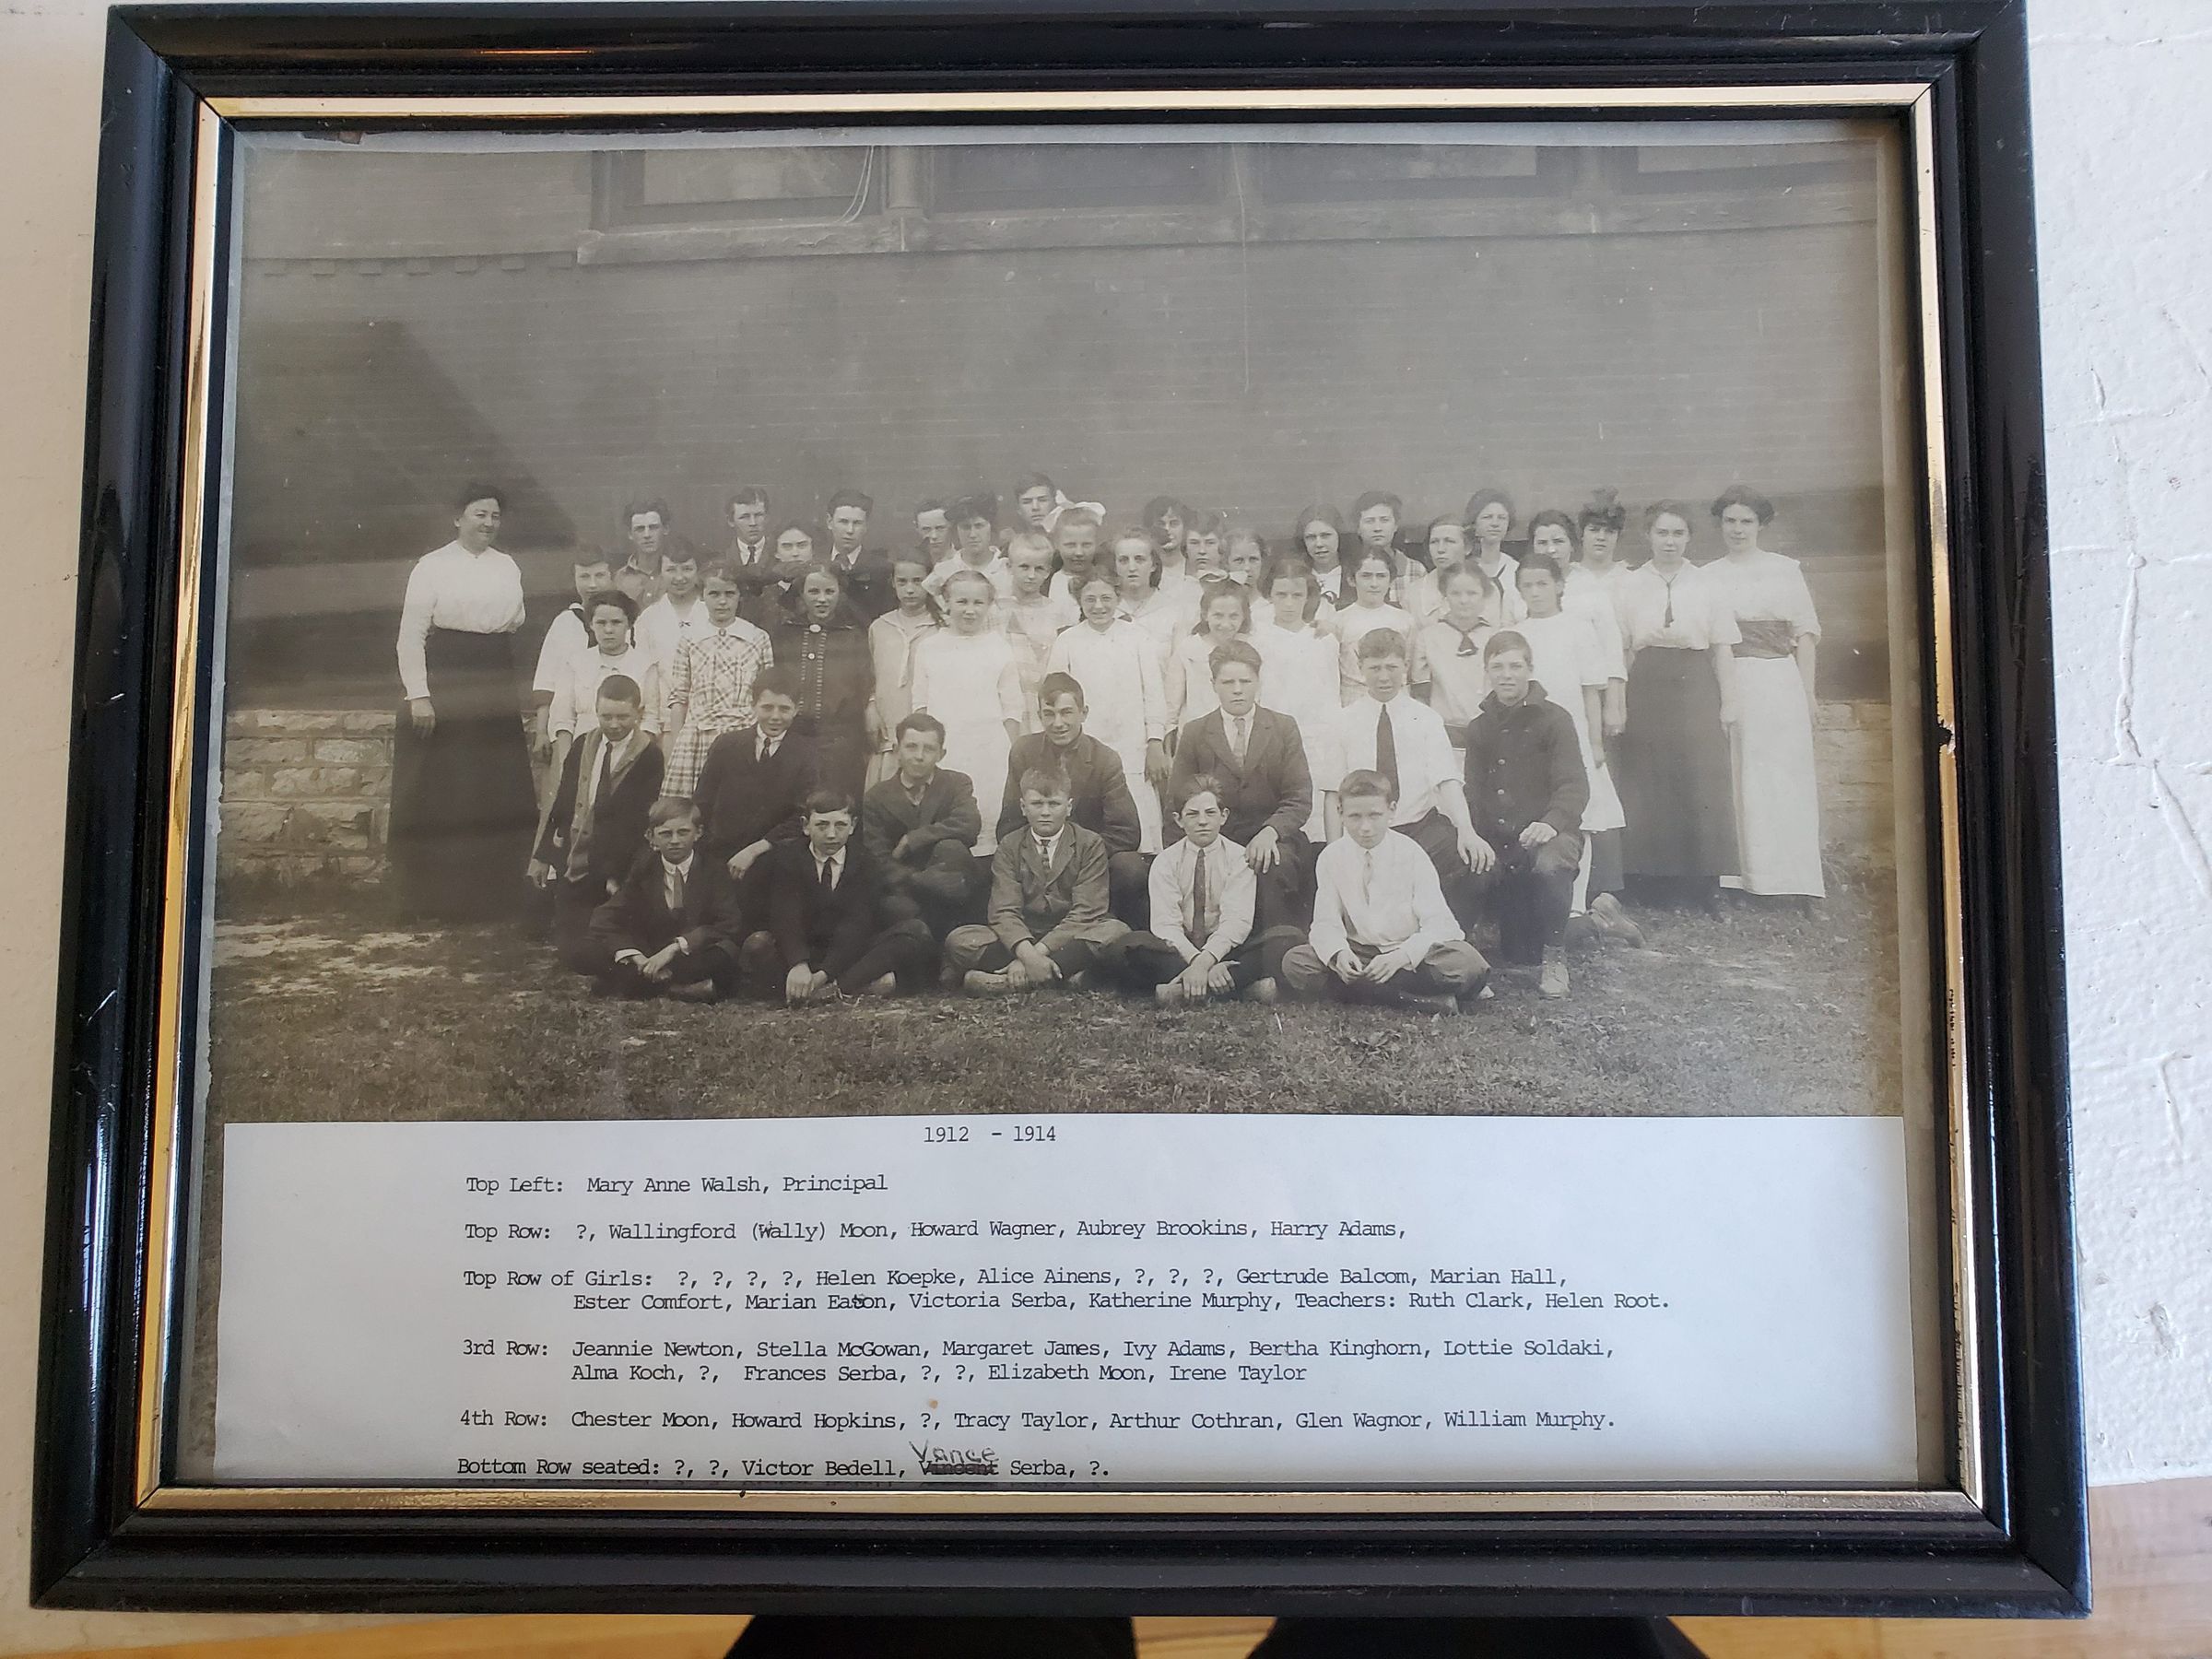 1912 - 1914
Top Left: Mary Anne Walsh, Principal
Top Row: ?, Wallingford (Wally) Moon, Howard Wagner, Aubrey Brookins, Harry Adams,
Top Row of Girls: ?, ?, ?, ?, Helen Koepke, Alice Ainens, ?, ?, ?, Gertrude Balcom, Marian Hall,
Ester Comfort, Marian Eason, Victoria Serba, Katherine Murphy, Teachers: Ruth Clark, Helen Root.
3rd Row: Jeannie Newton, Stella McGowan, Margaret James, Ivy Adams, Bertha Kinghorn, Lottie Soldaki,
Alma Koch, ?, Frances Serba, ?, ?, Elizabeth Moon, Irene Taylor
4th Row: Chester Moon, Howard Hopkins, ?, Tracy Taylor, Arthur Cothran, Glen Wagnor, William Murphy.
Vance
Bottom Row seated: ?, ?, Victor Bedell, Vincent Serba, ?.